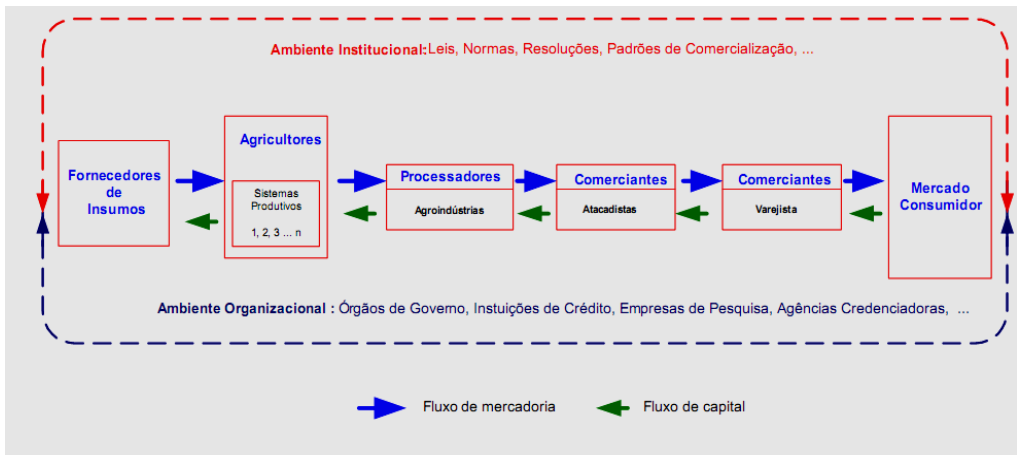 Ambiente Institucional: Leis, Normas, Resoluções, Padrões de Comercialização, ...
Fornecedores
de
Insumos
Agricultores
Sistemas
Produtivos
1, 2, 3 ... n
Processadores
Agroindústrias
Comerciantes
Atacadistas
Comerciantes
Varejista
Mercado
Consumidor
Ambiente Organizacional : Órgãos de Governo, Instuições de Crédito, Empresas de Pesquisa, Agências Credenciadoras, ...
Fluxo de mercadoria
Fluxo de capital